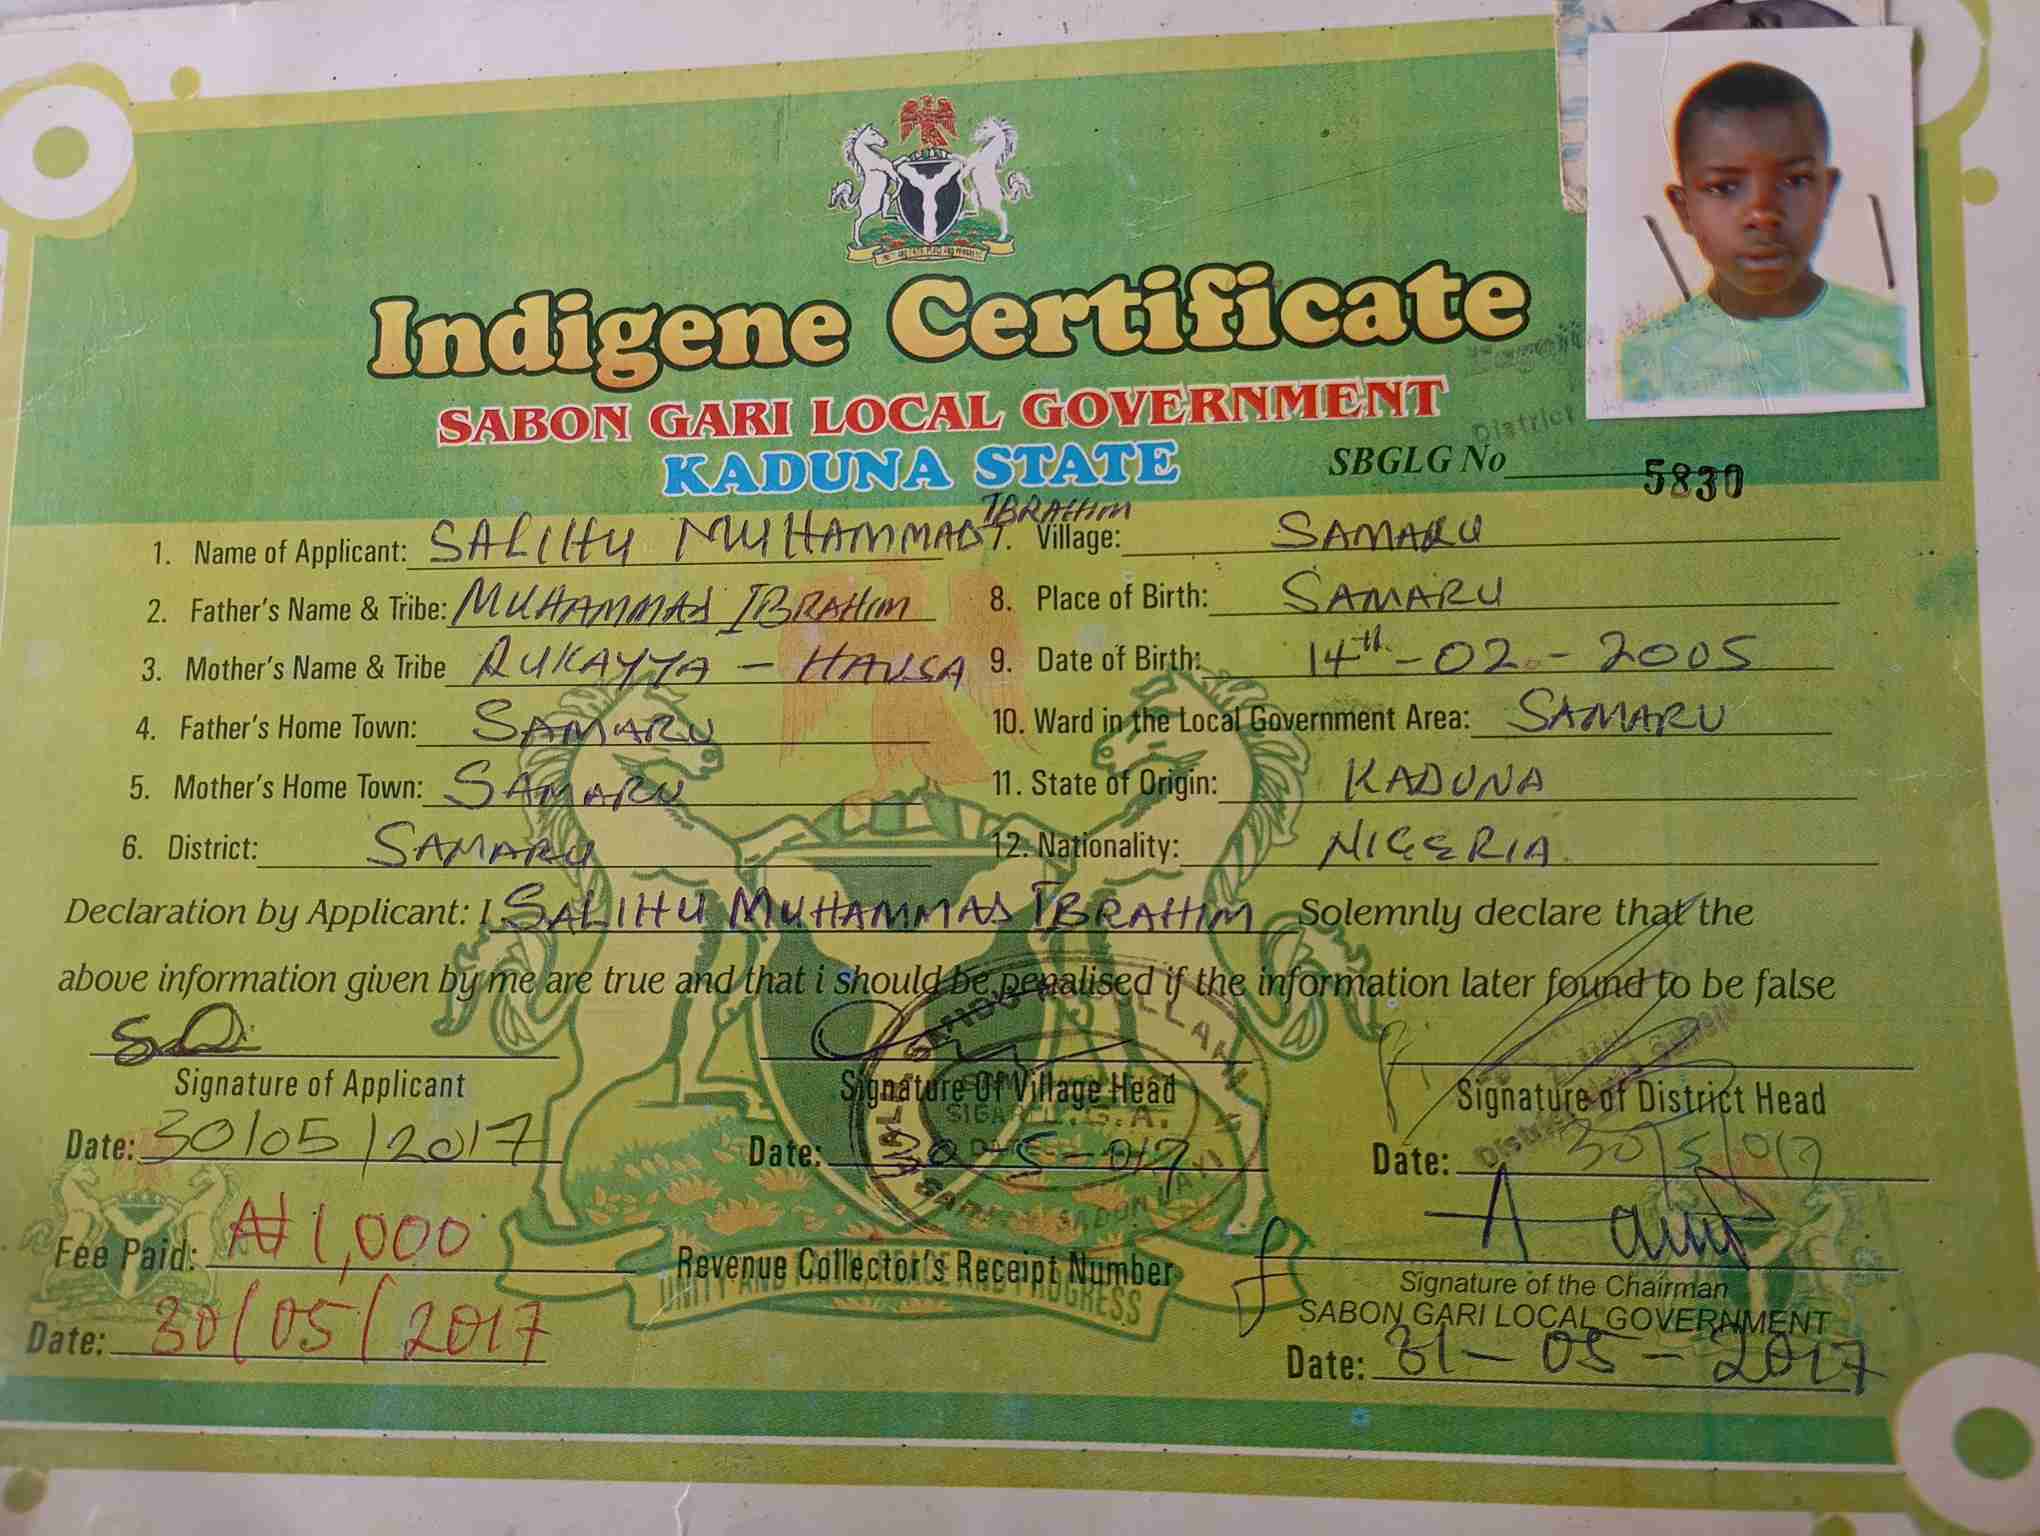 Indigene Certificate
SABON GARI LOCAL GOVERNMENT
KADUNA STATE
District
SBGLG No 5830
IBRAHIM
1. Name of Applicant: SALIHU MUHAMMAD
7. Village: SAMARU
2. Father's Name & Tribe: MUHAMMAD IBRAHIM
8. Place of Birth: SAMARU
3. Mother's Name & Tribe RUKAYYA - HAUSA
9. Date of Birth: 14th - 02 - 2005
4. Father's Home Town: SAMARU
10. Ward in the Local Government Area: SAMARU
5. Mother's Home Town: SAMARU
11. State of Origin: KADUNA
6. District: SAMARU
12. Nationality: NIGERIA
Declaration by Applicant: I SALIHU MUHAMMAD IBRAHIM Solemnly declare that the
above information given by me are true and that i should be penalised if the information later found to be false
Signature of Applicant
Signature Of Village Head
Signature of District Head
Date: 30/05/2017
Date: 30-5-017
Date: 30/5/017
Fee Paid: ₦1,000
Revenue Collector's Receipt Number
UNITY AND PROGRESS
Signature of the Chairman
SABON GARI LOCAL GOVERNMENT
Date: 30/05/2017
Date: 31-05-2017